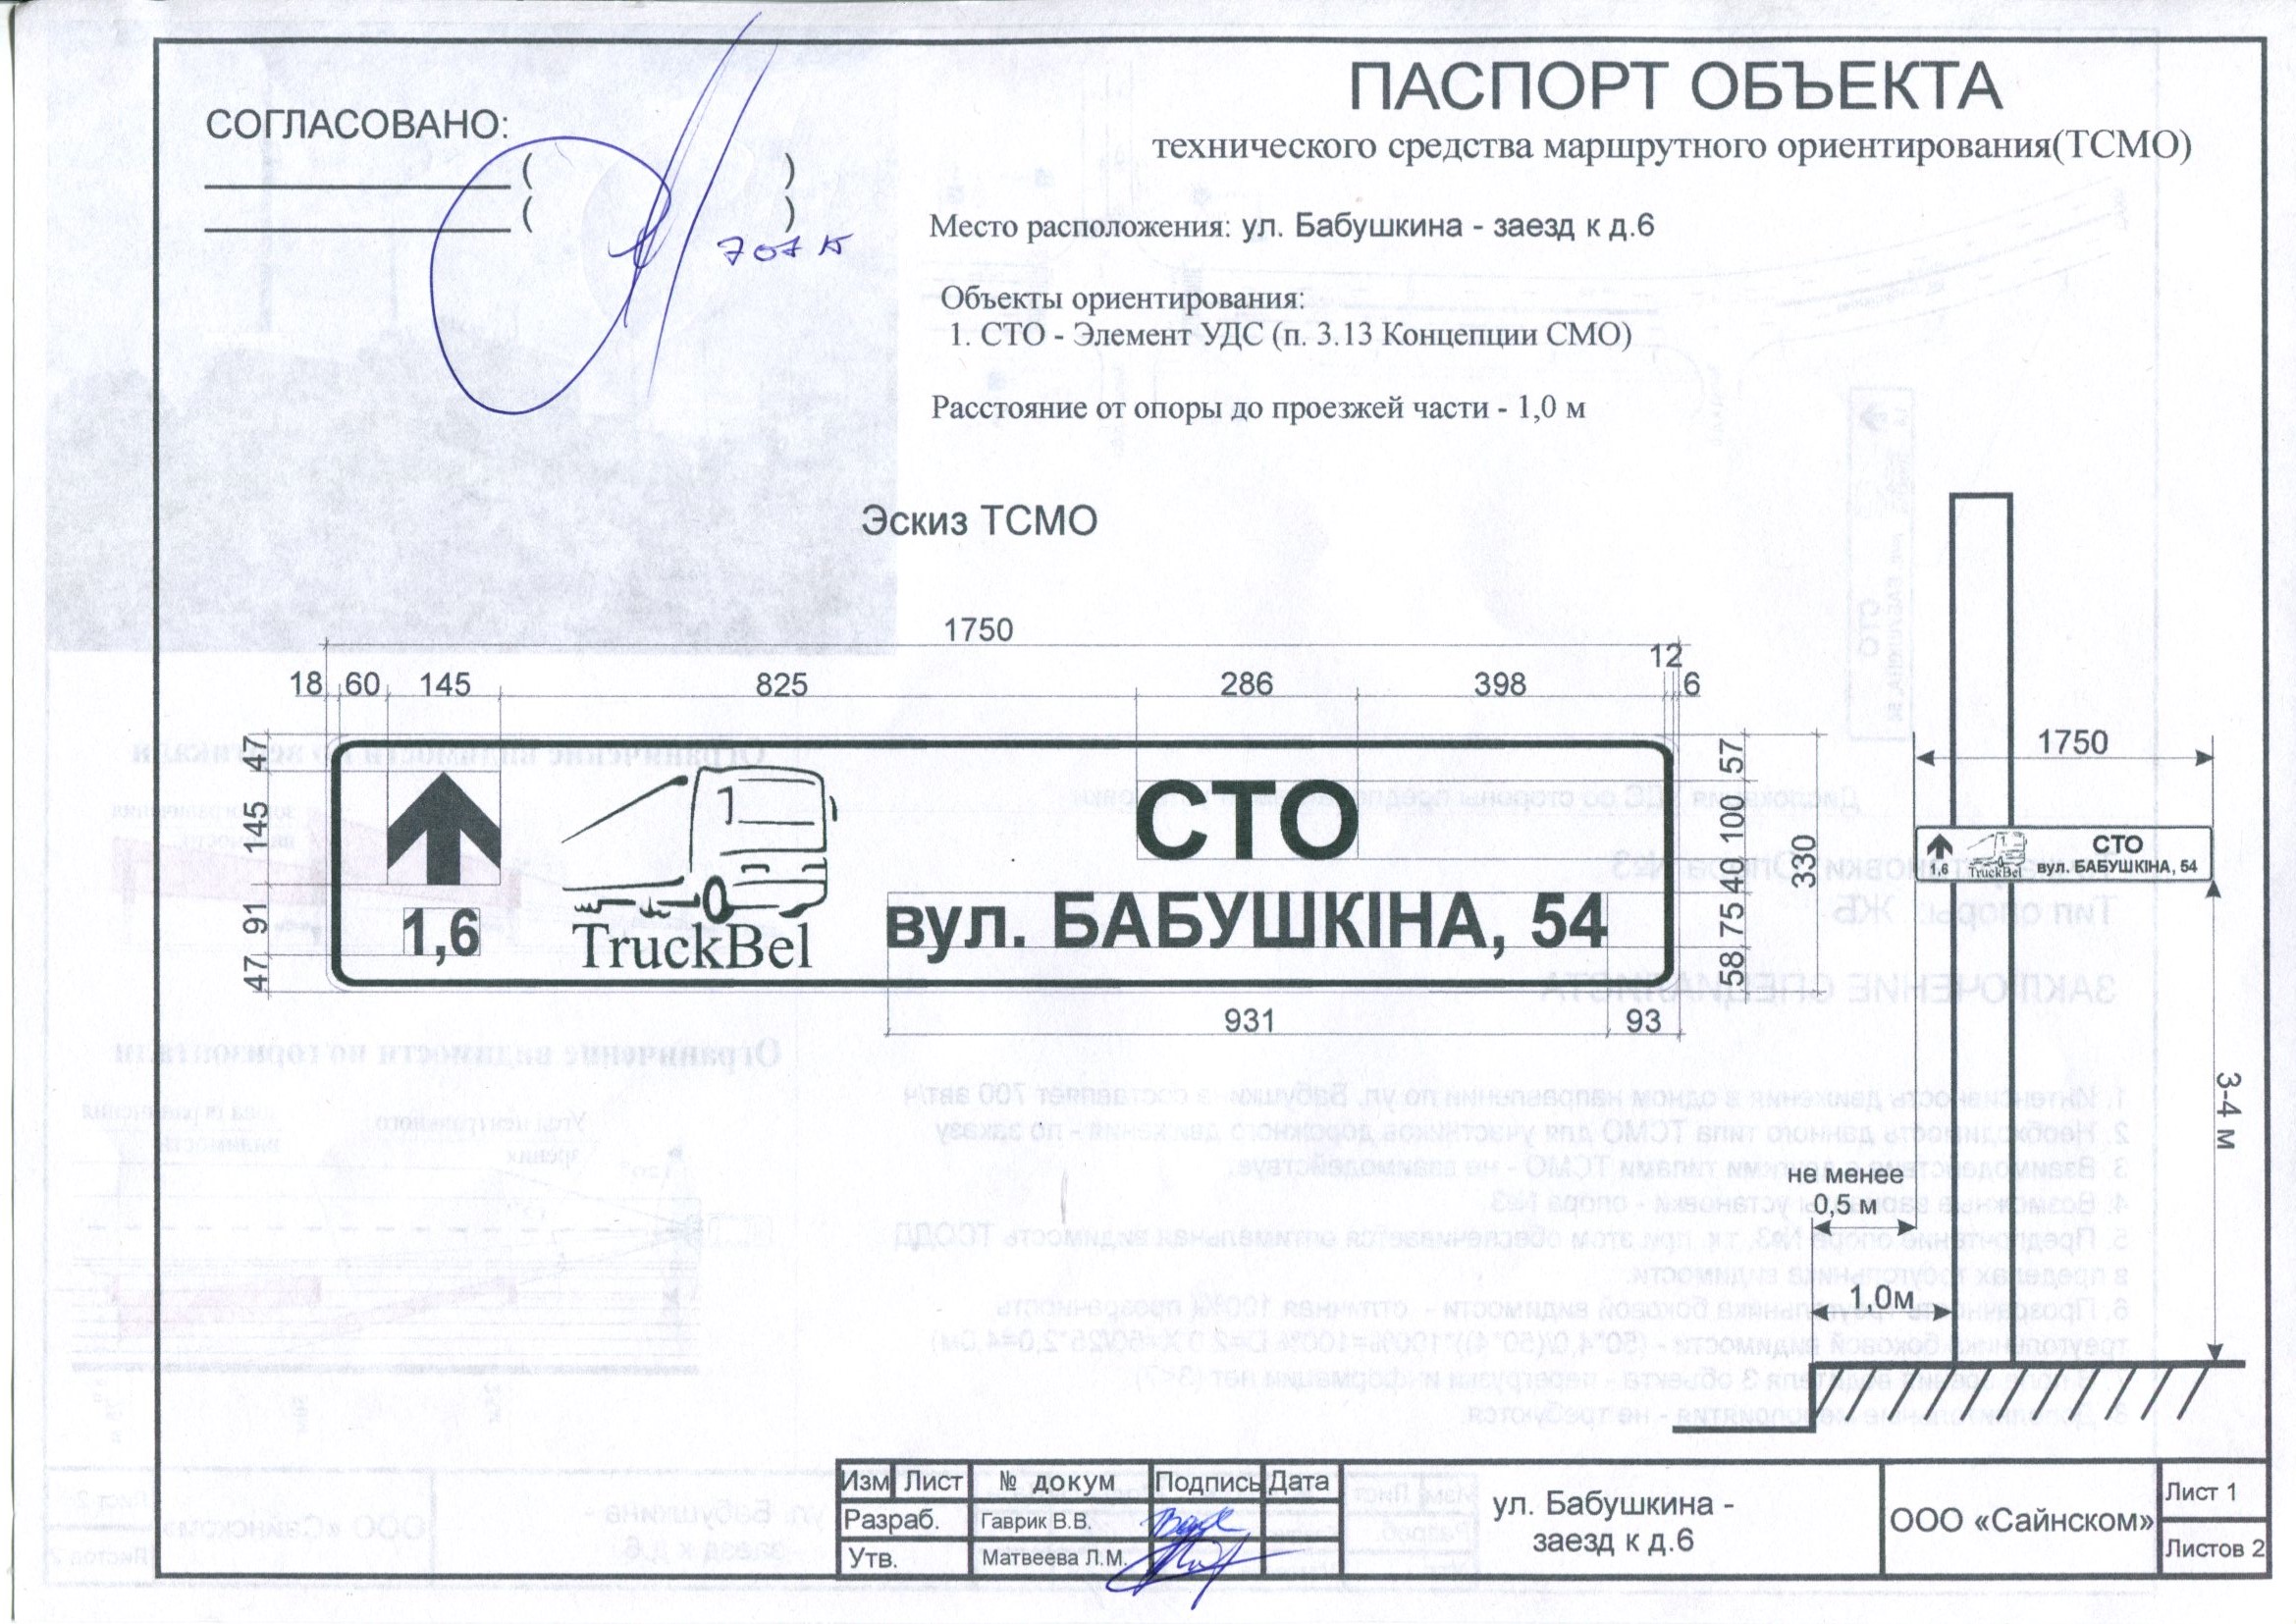 ПАСПОРТ ОБЪЕКТА
технического средства маршрутного ориентирования(ТСМО)
СОГЛАСОВАНО:
( )
( )
707 К
Место расположения: ул. Бабушкина - заезд к д.6
Объекты ориентирования:
1. СТО - Элемент УДС (п. 3.13 Концепции СМО)
Расстояние от опоры до проезжей части - 1,0 м
Эскиз ТСМО
1750
12
18 60 145 825 286 398 6
47 145 91 47
57 100 40 75 58
330
1,6
TruckBel
СТО
вул. БАБУШКІНА, 54
931 93
1750
1,6
TruckBel
СТО
вул. БАБУШКІНА, 54
3-4 м
не менее
0,5 м
1,0м
Изм Лист № докум Подпись Дата
Разраб. Гаврик В.В.
Утв. Матвеева Л.М.
ул. Бабушкина -
заезд к д.6
ООО «Сайнском»
Лист 1
Листов 2